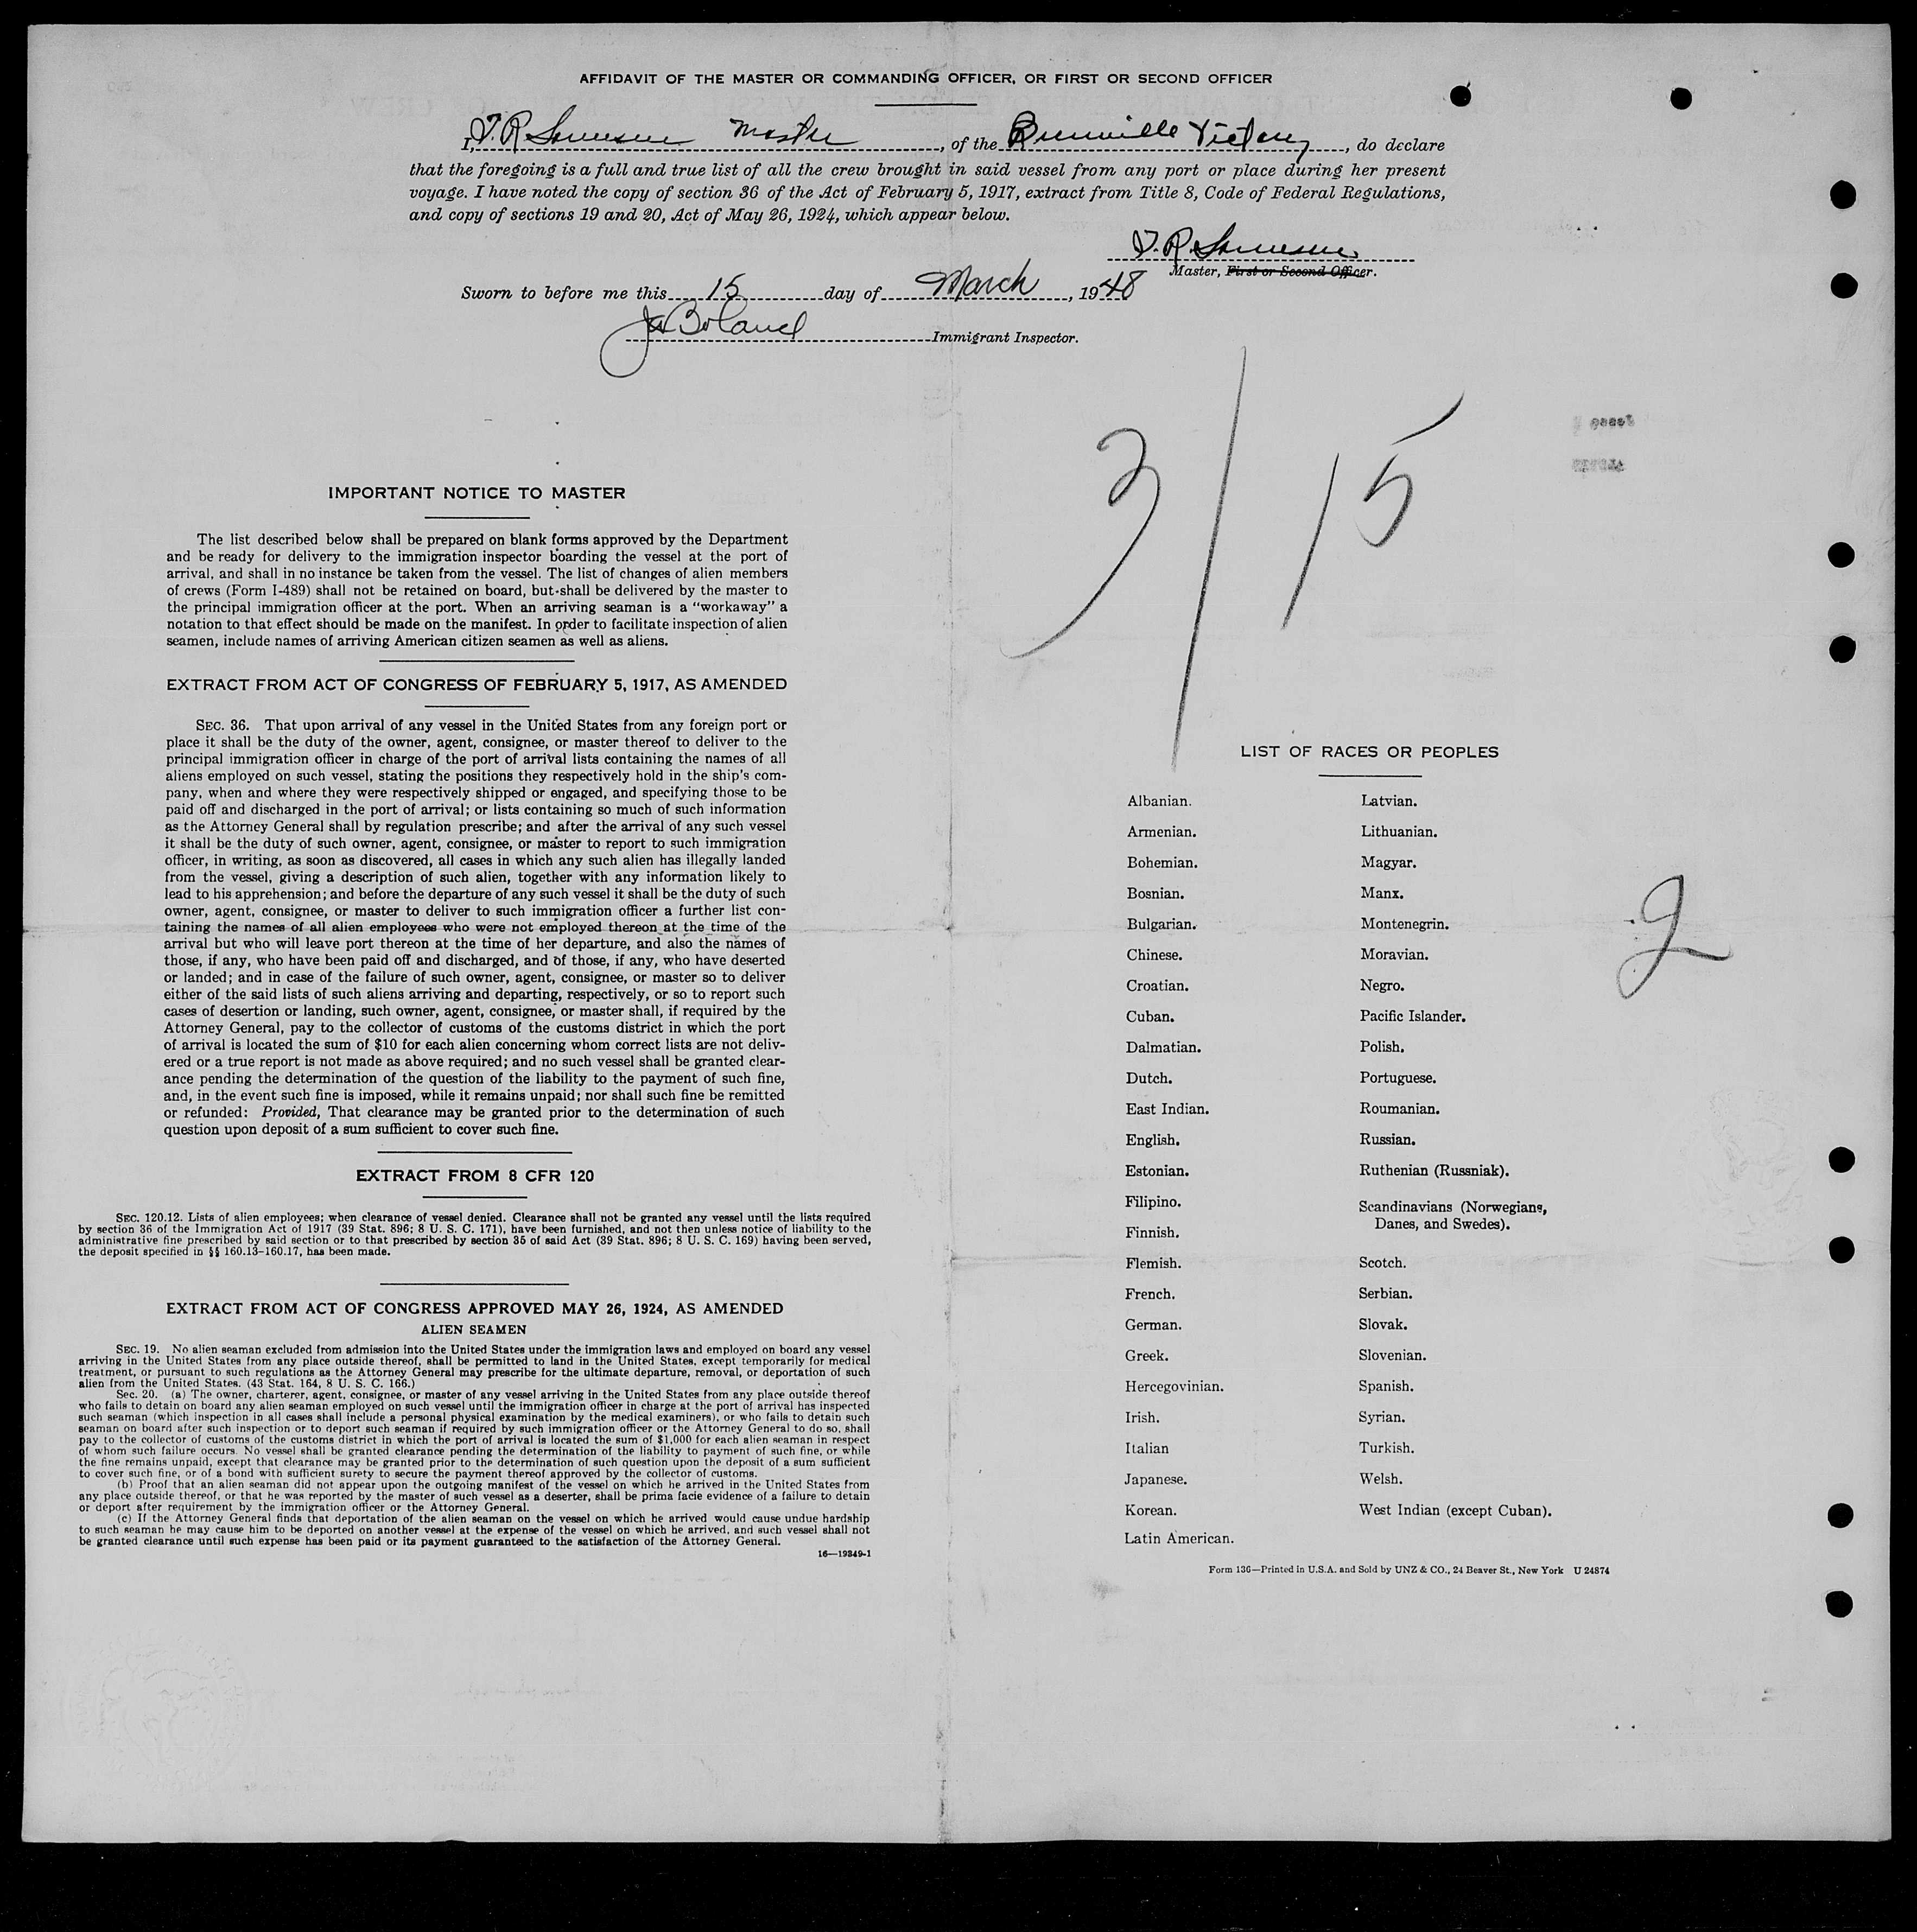 AFFIDAVIT OF THE MASTER OR COMMANDING OFFICER, OR FIRST OR SECOND OFFICER
I, Master, of the Victory, do declare
that the foregoing is a full and true list of all the crew brought in said vessel from any port or place during her present
voyage. I have noted the copy of section 36 of the Act of February 5, 1917, extract from Title 8, Code of Federal Regulations,
and copy of sections 19 and 20, Act of May 26, 1924, which appear below.
Master, First or Second Officer.
Sworn to before me this 15 day of March, 1948
Immigrant Inspector.
3/15
IMPORTANT NOTICE TO MASTER
The list described below shall be prepared on blank forms approved by the Department
and be ready for delivery to the immigration inspector boarding the vessel at the port of
arrival, and shall in no instance be taken from the vessel. The list of changes of alien members
of crews (Form I-489) shall not be retained on board, but shall be delivered by the master to
the principal immigration officer at the port. When an arriving seaman is a "workaway" a
notation to that effect should be made on the manifest. In order to facilitate inspection of alien
seamen, include names of arriving American citizen seamen as well as aliens.
EXTRACT FROM ACT OF CONGRESS OF FEBRUARY 5, 1917, AS AMENDED
SEC. 36. That upon arrival of any vessel in the United States from any foreign port or
place it shall be the duty of the owner, agent, consignee, or master thereof to deliver to the
principal immigration officer in charge of the port of arrival lists containing the names of all
aliens employed on such vessel, stating the positions they respectively hold in the ship's com-
pany, when and where they were respectively shipped or engaged, and specifying those to be
paid off and discharged in the port of arrival; or lists containing so much of such information
as the Attorney General shall by regulation prescribe; and after the arrival of any such vessel
it shall be the duty of such owner, agent, consignee, or master to report to such immigration
officer, in writing, as soon as discovered, all cases in which any such alien has illegally landed
from the vessel, giving a description of such alien, together with any information likely to
lead to his apprehension; and before the departure of any such vessel it shall be the duty of such
owner, agent, consignee, or master to deliver to such immigration officer a further list con-
taining the names of all alien employees who were not employed thereon at the time of the
arrival but who will leave port thereon at the time of her departure, and also the names of
those, if any, who have been paid off and discharged, and of those, if any, who have deserted
or landed; and in case of the failure of such owner, agent, consignee, or master so to deliver
either of the said lists of such aliens arriving and departing, respectively, or so to report such
cases of desertion or landing, such owner, agent, consignee, or master shall, if required by the
Attorney General, pay to the collector of customs of the customs district in which the port
of arrival is located the sum of $10 for each alien concerning whom correct lists are not deliv-
ered or a true report is not made as above required; and no such vessel shall be granted clear-
ance pending the determination of the question of the liability to the payment of such fine,
and, in the event such fine is imposed, while it remains unpaid; nor shall such fine be remitted
or refunded: Provided, That clearance may be granted prior to the determination of such
question upon deposit of a sum sufficient to cover such fine.
EXTRACT FROM 8 CFR 120
SEC. 120.12. Lists of alien employees; when clearance of vessel denied. Clearance shall not be granted any vessel until the lists required
by section 36 of the Immigration Act of 1917 (39 Stat. 896; 8 U. S. C. 171), have been furnished, and not then unless notice of liability to the
administrative fine prescribed by said section or to that prescribed by section 35 of said Act (39 Stat. 896; 8 U. S. C. 169) having been served,
the deposit specified in §§ 160.13-160.17, has been made.
EXTRACT FROM ACT OF CONGRESS APPROVED MAY 26, 1924, AS AMENDED
ALIEN SEAMEN
SEC. 19. No alien seaman excluded from admission into the United States under the immigration laws and employed on board any vessel
arriving in the United States from any place outside thereof, shall be permitted to land in the United States, except temporarily for medical
treatment, or pursuant to such regulations as the Attorney General may prescribe for the ultimate departure, removal, or deportation of such
alien from the United States. (43 Stat. 164, 8 U. S. C. 166.)
Sec. 20. (a) The owner, charterer, agent, consignee, or master of any vessel arriving in the United States from any place outside thereof
who fails to detain on board any alien seaman employed on such vessel until the immigration officer in charge at the port of arrival has inspected
such seaman (which inspection in all cases shall include a personal physical examination by the medical examiners), or who fails to detain such
seaman on board after such inspection or to deport such seaman if required by such immigration officer or the Attorney General to do so, shall
pay to the collector of customs of the customs district in which the port of arrival is located the sum of $1,000 for each alien seaman in respect
of whom such failure occurs. No vessel shall be granted clearance pending the determination of the liability to payment of such fine, or while
the fine remains unpaid, except that clearance may be granted prior to the determination of such question upon the deposit of a sum sufficient
to cover such fine, or of a bond with sufficient surety to secure the payment thereof approved by the collector of customs.
(b) Proof that an alien seaman did not appear upon the outgoing manifest of the vessel on which he arrived in the United States from
any place outside thereof, or that he was reported by the master of such vessel as a deserter, shall be prima facie evidence of a failure to detain
or deport after requirement by the immigration officer or the Attorney General.
(c) If the Attorney General finds that deportation of the alien seaman on the vessel on which he arrived would cause undue hardship
to such seaman he may cause him to be deported on another vessel at the expense of the vessel on which he arrived, and such vessel shall not
be granted clearance until such expense has been paid or its payment guaranteed to the satisfaction of the Attorney General.
16—19349-1
LIST OF RACES OR PEOPLES
Albanian.
Armenian.
Bohemian.
Bosnian.
Bulgarian.
Chinese.
Croatian.
Cuban.
Dalmatian.
Dutch.
East Indian.
English.
Estonian.
Filipino.
Finnish.
Flemish.
French.
German.
Greek.
Hercegovinian.
Irish.
Italian
Japanese.
Korean.
Latin American.
Latvian.
Lithuanian.
Magyar.
Manx.
Montenegrin.
Moravian.
Negro.
Pacific Islander.
Polish.
Portuguese.
Roumanian.
Russian.
Ruthenian (Russniak).
Scandinavians (Norwegians,
Danes, and Swedes).
Scotch.
Serbian.
Slovak.
Slovenian.
Spanish.
Syrian.
Turkish.
Welsh.
West Indian (except Cuban).
2
Form 136—Printed in U.S.A. and Sold by UNZ & CO., 24 Beaver St., New York U 24874